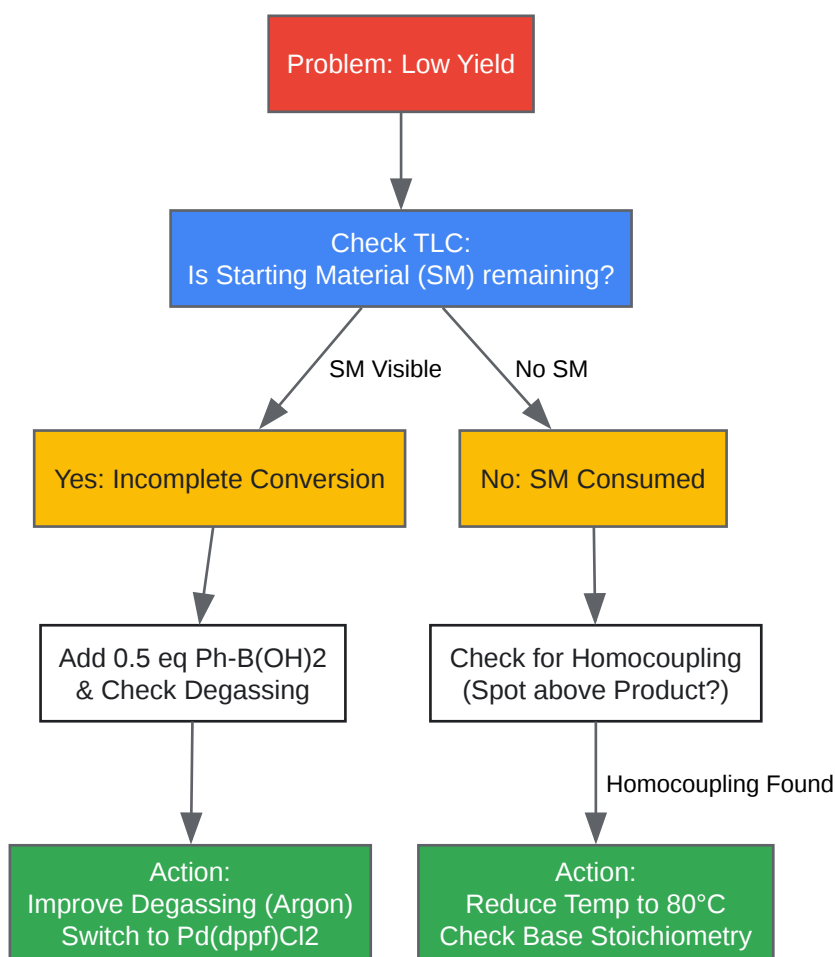 Problem: Low Yield
Check TLC:
Is Starting Material (SM) remaining?
SM Visible
No SM
Yes: Incomplete Conversion
No: SM Consumed
Add 0.5 eq Ph-B(OH)2
& Check Degassing
Check for Homocoupling
(Spot above Product?)
Homocoupling Found
Action:
Improve Degassing (Argon)
Switch to Pd(dppf)Cl2
Action:
Reduce Temp to 80°C
Check Base Stoichiometry